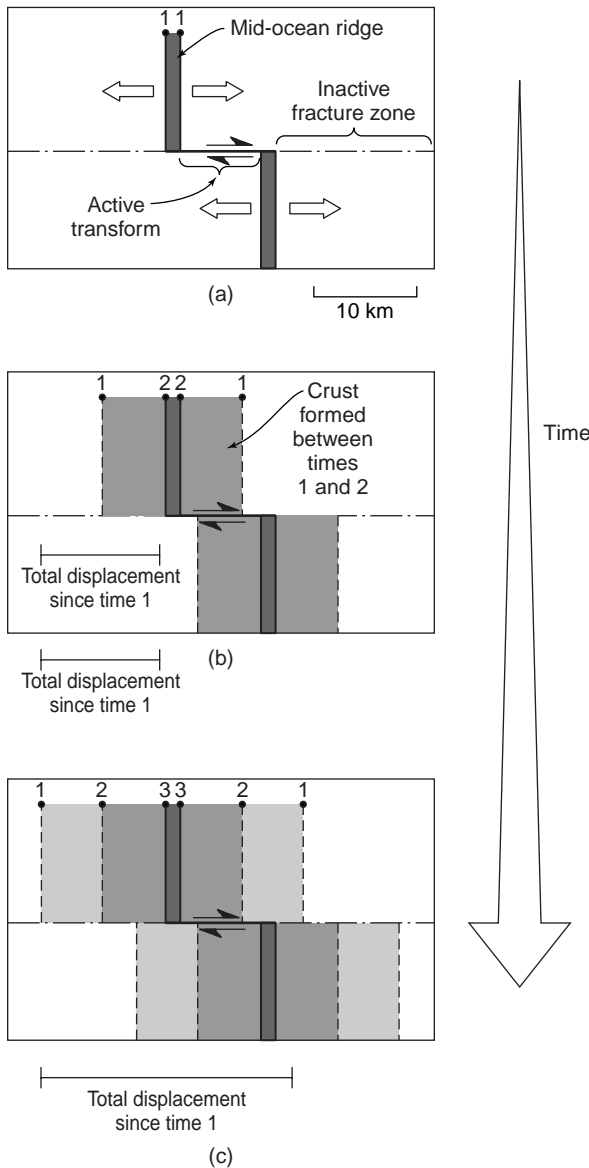 1 1
Mid-ocean ridge
Inactive
fracture zone
Active
transform
(a)
10 km
1 2 2 1
Crust
formed
between
times
1 and 2
Time
Total displacement
since time 1
(b)
Total displacement
since time 1
1 2 3 3 2 1
Total displacement
since time 1
(c)